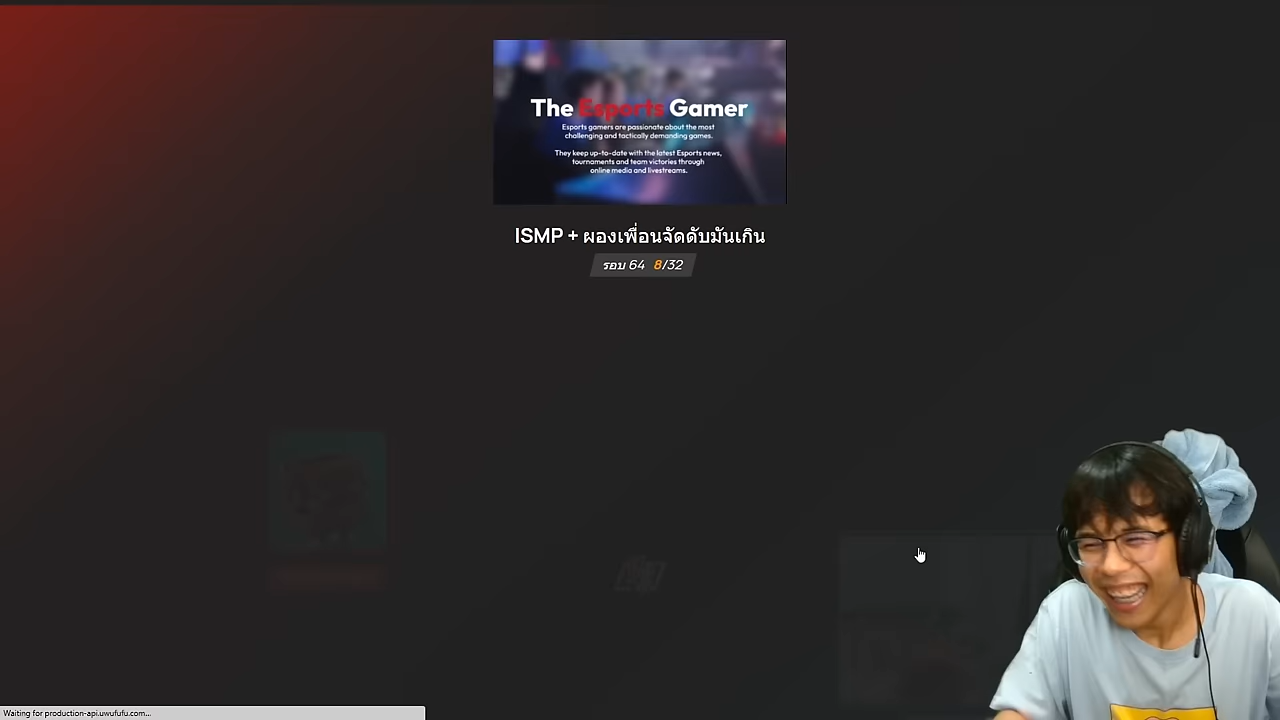 The Esports Gamer
Esports gamers are passionate about the most
challenging and tactically demanding games.
They keep up-to-date with the latest Esports news,
tournaments and team victories through
online media and livestreams.
ISMP + ผองเพื่อนจัดดับมันเกิน
รอบ 64 8/32
Waiting for production-api.uwufufu.com...